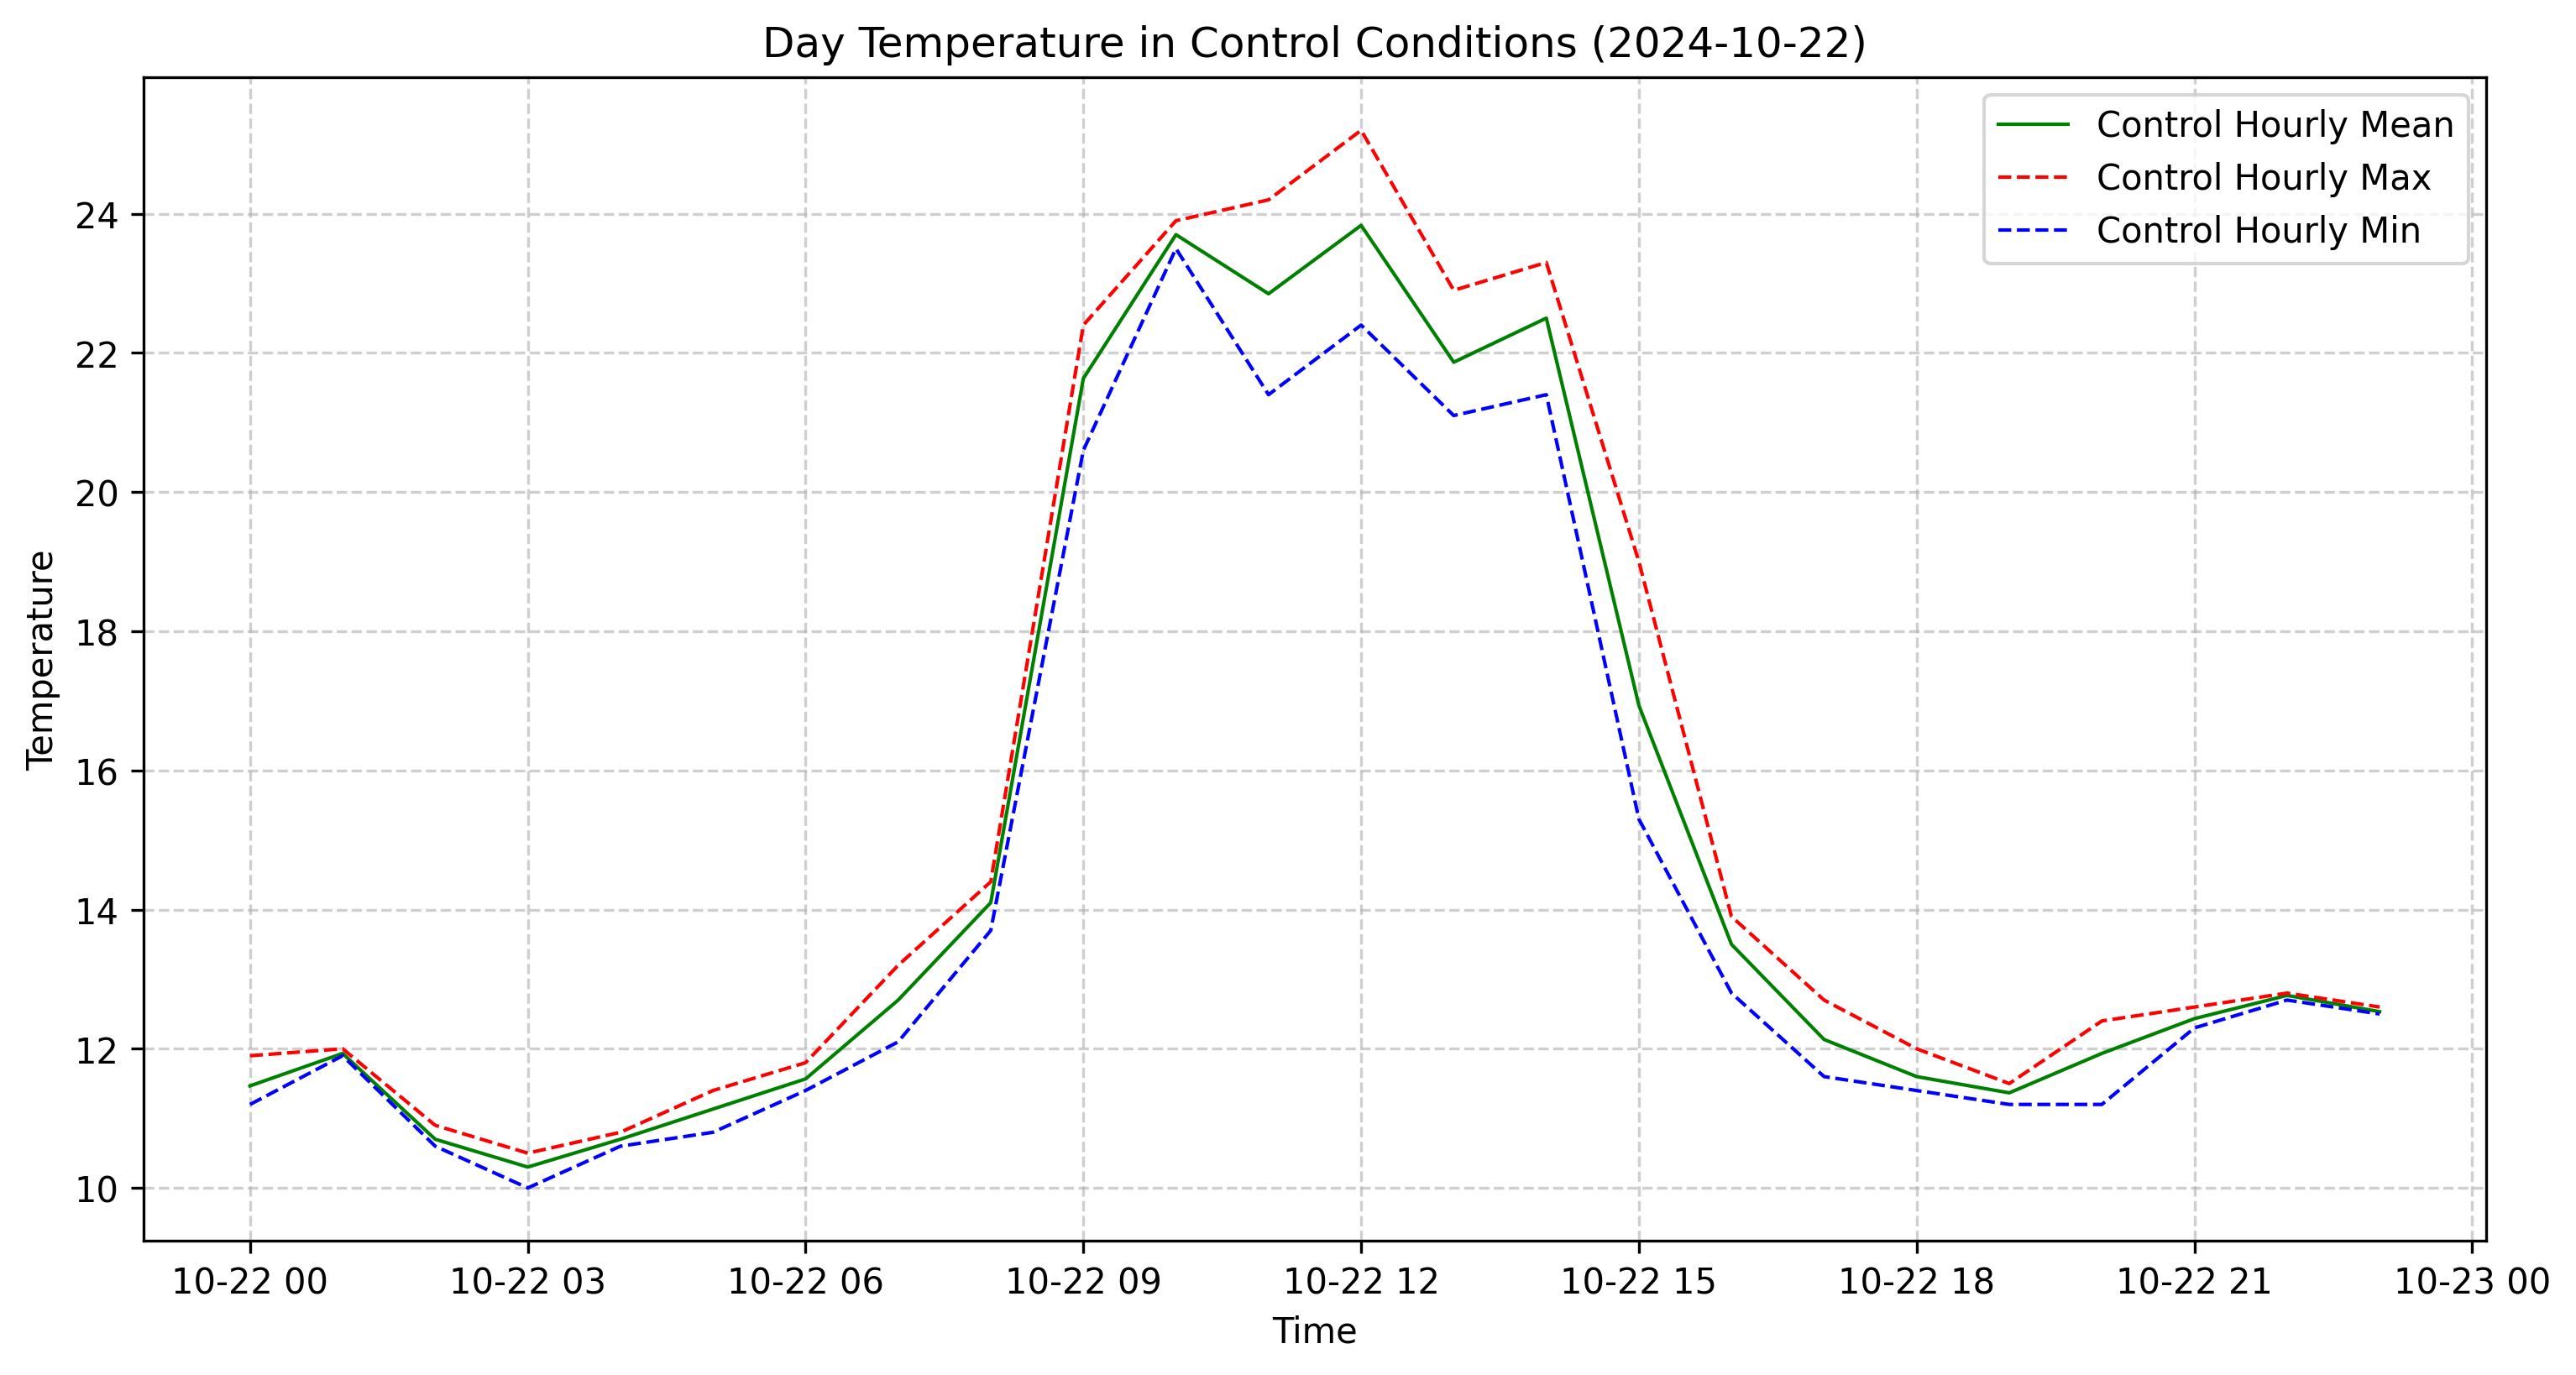 Day Temperature in Control Conditions (2024-10-22)
Control Hourly Mean
Control Hourly Max
Control Hourly Min
24
22
20
18
16
14
12
10
Temperature
10-22 00
10-22 03
10-22 06
10-22 09
10-22 12
10-22 15
10-22 18
10-22 21
10-23 00
Time